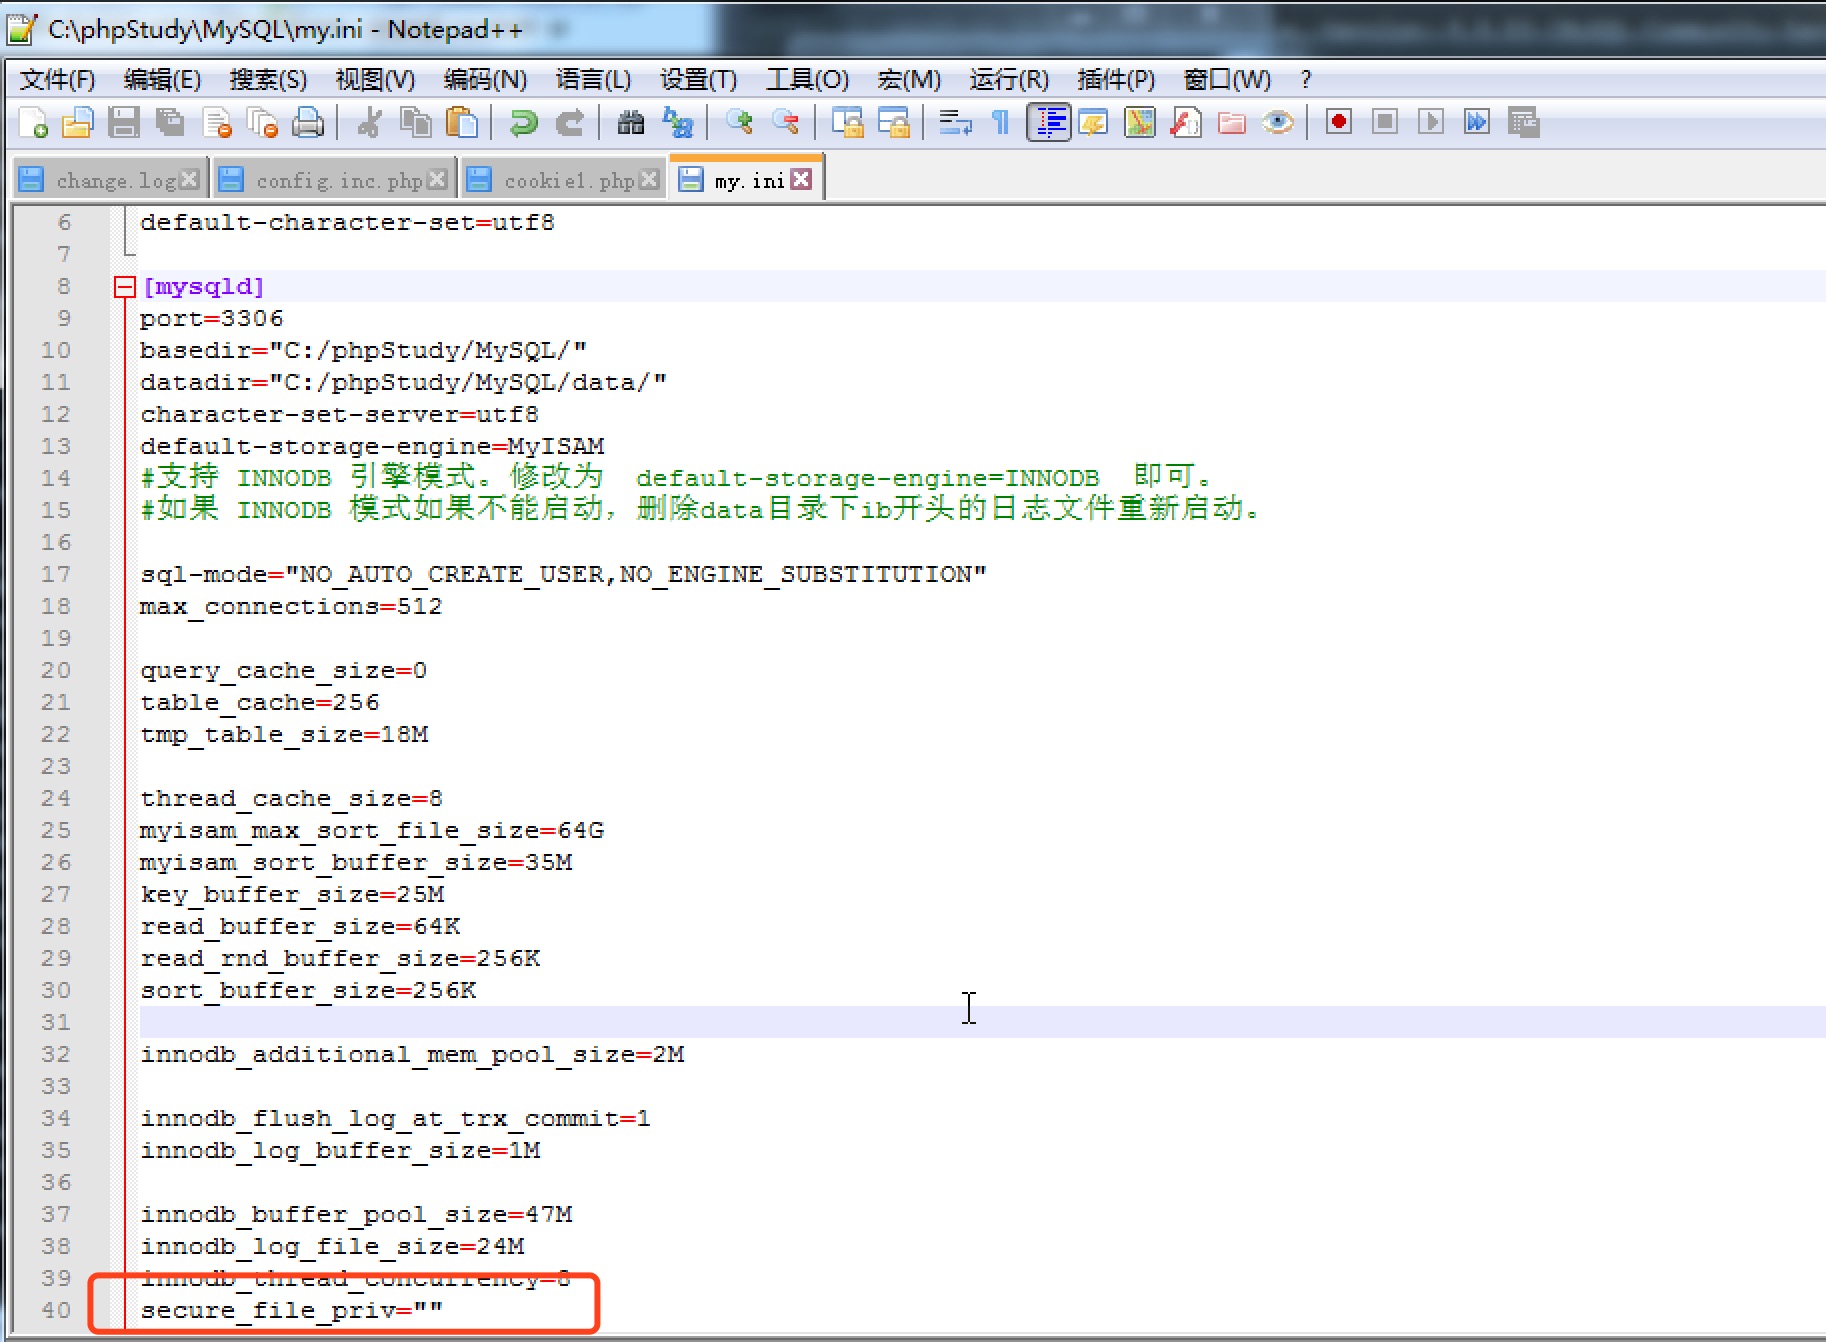 C:\phpStudy\MySQL\my.ini - Notepad++
文件(F) 编辑(E) 搜索(S) 视图(V) 编码(N) 语言(L) 设置(T) 工具(O) 宏(M) 运行(R) 插件(P) 窗口(W) ?
change.log config.inc.php cookie1.php my.ini
6 default-character-set=utf8
7
8 [mysqld]
9 port=3306
10 basedir="C:/phpStudy/MySQL/"
11 datadir="C:/phpStudy/MySQL/data/"
12 character-set-server=utf8
13 default-storage-engine=MyISAM
14 #支持 INNODB 引擎模式。修改为 default-storage-engine=INNODB 即可。
15 #如果 INNODB 模式如果不能启动，删除data目录下ib开头的日志文件重新启动。
16
17 sql-mode="NO_AUTO_CREATE_USER,NO_ENGINE_SUBSTITUTION"
18 max_connections=512
19
20 query_cache_size=0
21 table_cache=256
22 tmp_table_size=18M
23
24 thread_cache_size=8
25 myisam_max_sort_file_size=64G
26 myisam_sort_buffer_size=35M
27 key_buffer_size=25M
28 read_buffer_size=64K
29 read_rnd_buffer_size=256K
30 sort_buffer_size=256K
31
32 innodb_additional_mem_pool_size=2M
33
34 innodb_flush_log_at_trx_commit=1
35 innodb_log_buffer_size=1M
36
37 innodb_buffer_pool_size=47M
38 innodb_log_file_size=24M
39 innodb_thread_concurrency=8
40 secure_file_priv=""